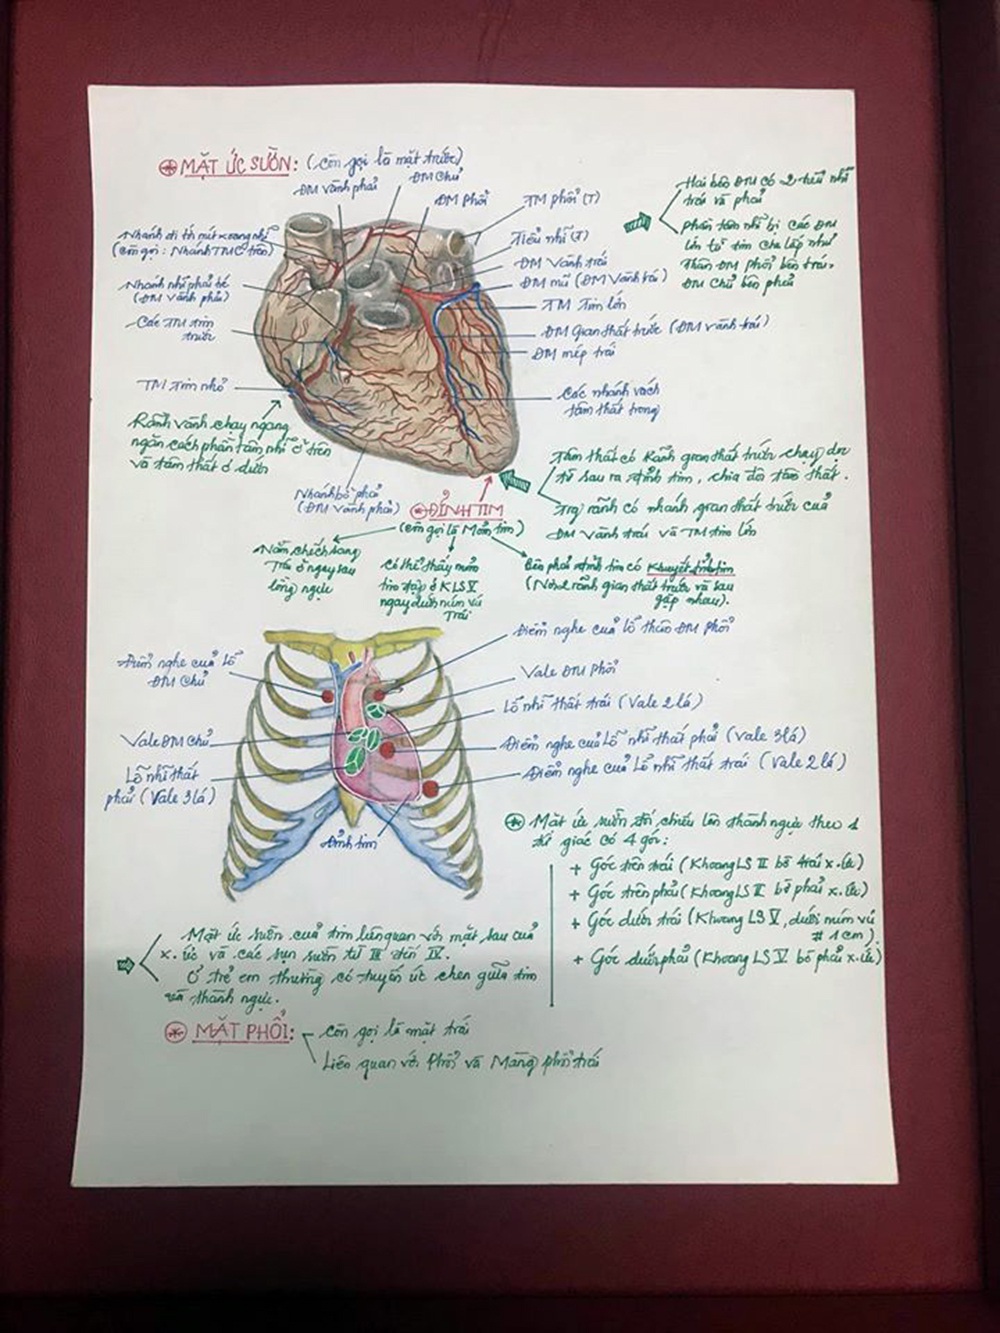 MẶT ỨC SƯỜN: (còn gọi là mặt trước)
ĐM vành phải
ĐM Chủ
ĐM phổi
TM phổi (T)
Tiểu nhĩ (T)
ĐM Vành trái
ĐM mũ (ĐM Vành trái)
TM Tim lớn
ĐM Gian thất trước (ĐM vành trái)
ĐM mép trái
Các nhánh vách
tâm thất trong
Hai bên ĐM có 2 tiểu nhĩ
trái và phải
phần tâm nhĩ bị các ĐM
lớn từ tim che lấp như
Thân ĐM phổi bên trái,
ĐM chủ bên phải
Nhánh đi tới nút xoang nhĩ
(Còn gọi: Nhánh TMC trên)
Nhánh nhĩ phải bé
(ĐM vành phải)
Các TM tim
trước
TM tim nhỏ
Rãnh vành chạy ngang
ngăn cách phần tâm nhĩ ở trên
và tâm thất ở dưới
Nhánh bờ phải
(ĐM vành phải)
Tâm thất có Rãnh gian thất trước chạy dọc
từ sau ra đỉnh tim, chia đôi tâm thất.
Trg rãnh có nhánh gian thất trước của
ĐM vành trái và TM tim lớn
ĐỈNH TIM
(Còn gọi là Mỏm tim)
Nằm chếch sang
Trái ở ngay sau
lồng ngực
có thể thấy mỏm
tim đập ở KLS V
ngay dưới núm vú
Trái
Bên phải đỉnh tim có Khuyết đỉnh tim
(Nơi 2 rãnh gian thất trước và sau
gặp nhau).
Điểm nghe của lỗ
ĐM Chủ
Vale ĐM chủ
Lỗ nhĩ thất
phải (Vale 3 lá)
Đỉnh tim
Điểm nghe của lỗ thân ĐM Phổi
Vale ĐM Phổi
Lỗ nhĩ thất trái (Vale 2 lá)
Điểm nghe của Lỗ nhĩ thất phải (Vale 3 lá)
Điểm nghe của Lỗ nhĩ thất trái (Vale 2 lá)
Mặt ức sườn đối chiếu lên thành ngực theo 1
tứ giác có 4 góc:
+ Góc trên trái (Khoang LS II bờ trái x.ức)
+ Góc trên phải (Khoang LS II bờ phải x.ức)
+ Góc dưới trái (Khoang LS V, dưới núm vú
# 1 cm).
+ Góc dưới phải (Khoang LS V bờ phải x.ức)
Mặt ức sườn của tim liên quan với mặt sau của
x. ức và các sụn sườn từ III đến IV.
Ở trẻ em thường có tuyến ức chen giữa tim
và thành ngực.
MẶT PHỔI:
Còn gọi là mặt trái
Liên quan với Phổi và Màng phổi trái